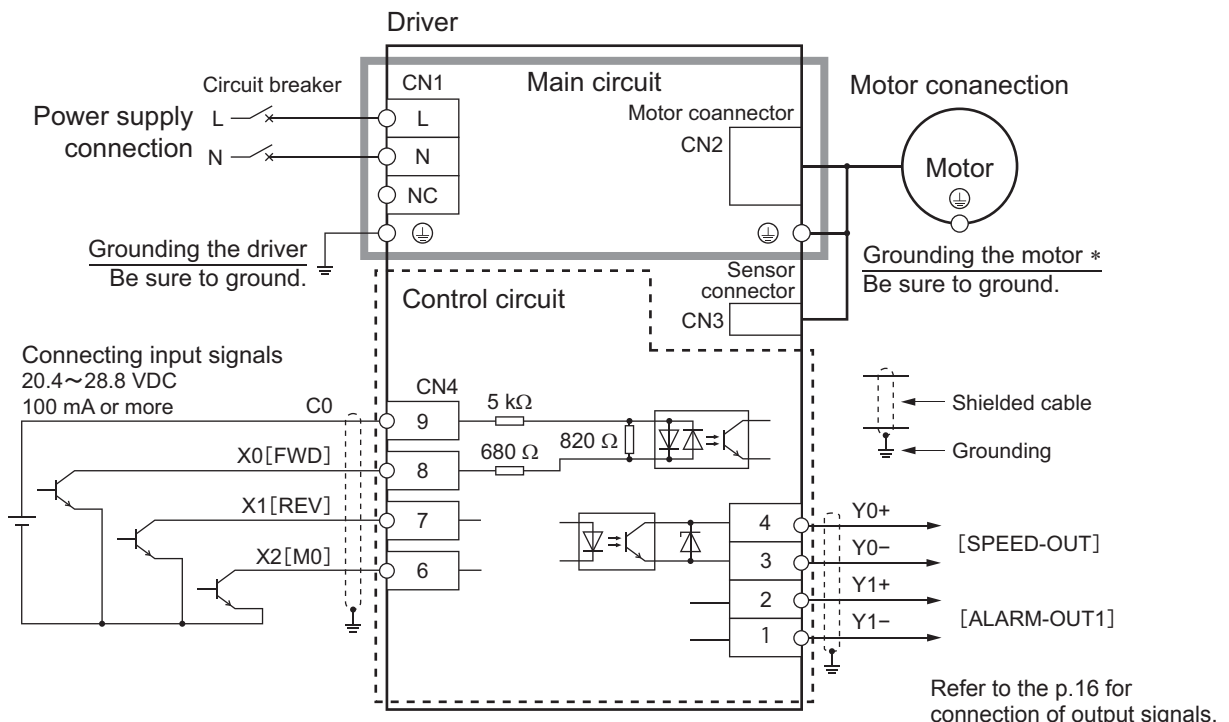 Driver
Circuit breaker
CN1
Main circuit
Motor conanection
Power supply
connection
L
N
L
N
NC
Motor coannector
CN2
Motor
Grounding the driver
Be sure to ground.
Grounding the motor *
Be sure to ground.
Sensor
connector
CN3
Control circuit
Connecting input signals
20.4～28.8 VDC
100 mA or more
C0
CN4
9
5 kΩ
X0[FWD]
8
680 Ω
820 Ω
X1[REV]
7
X2[M0]
6
Shielded cable
Grounding
4
Y0+
3
Y0−
[SPEED-OUT]
2
Y1+
1
Y1−
[ALARM-OUT1]
Refer to the p.16 for
connection of output signals.